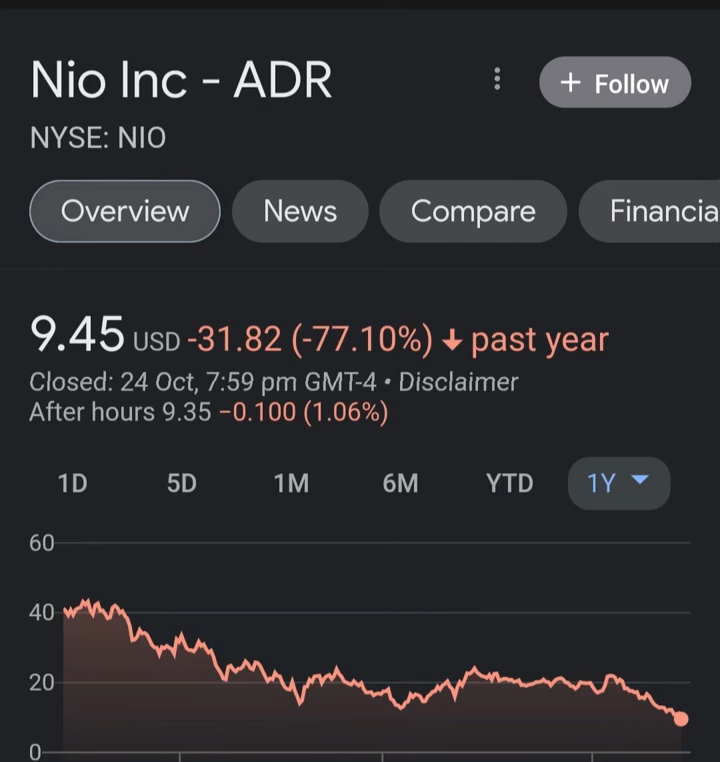 Nio Inc - ADR
+ Follow
NYSE: NIO
Overview News Compare Financia
9.45 USD -31.82 (-77.10%) ↓ past year
Closed: 24 Oct, 7:59 pm GMT-4 • Disclaimer
After hours 9.35 −0.100 (1.06%)
1D 5D 1M 6M YTD 1Y
60
40
20
0